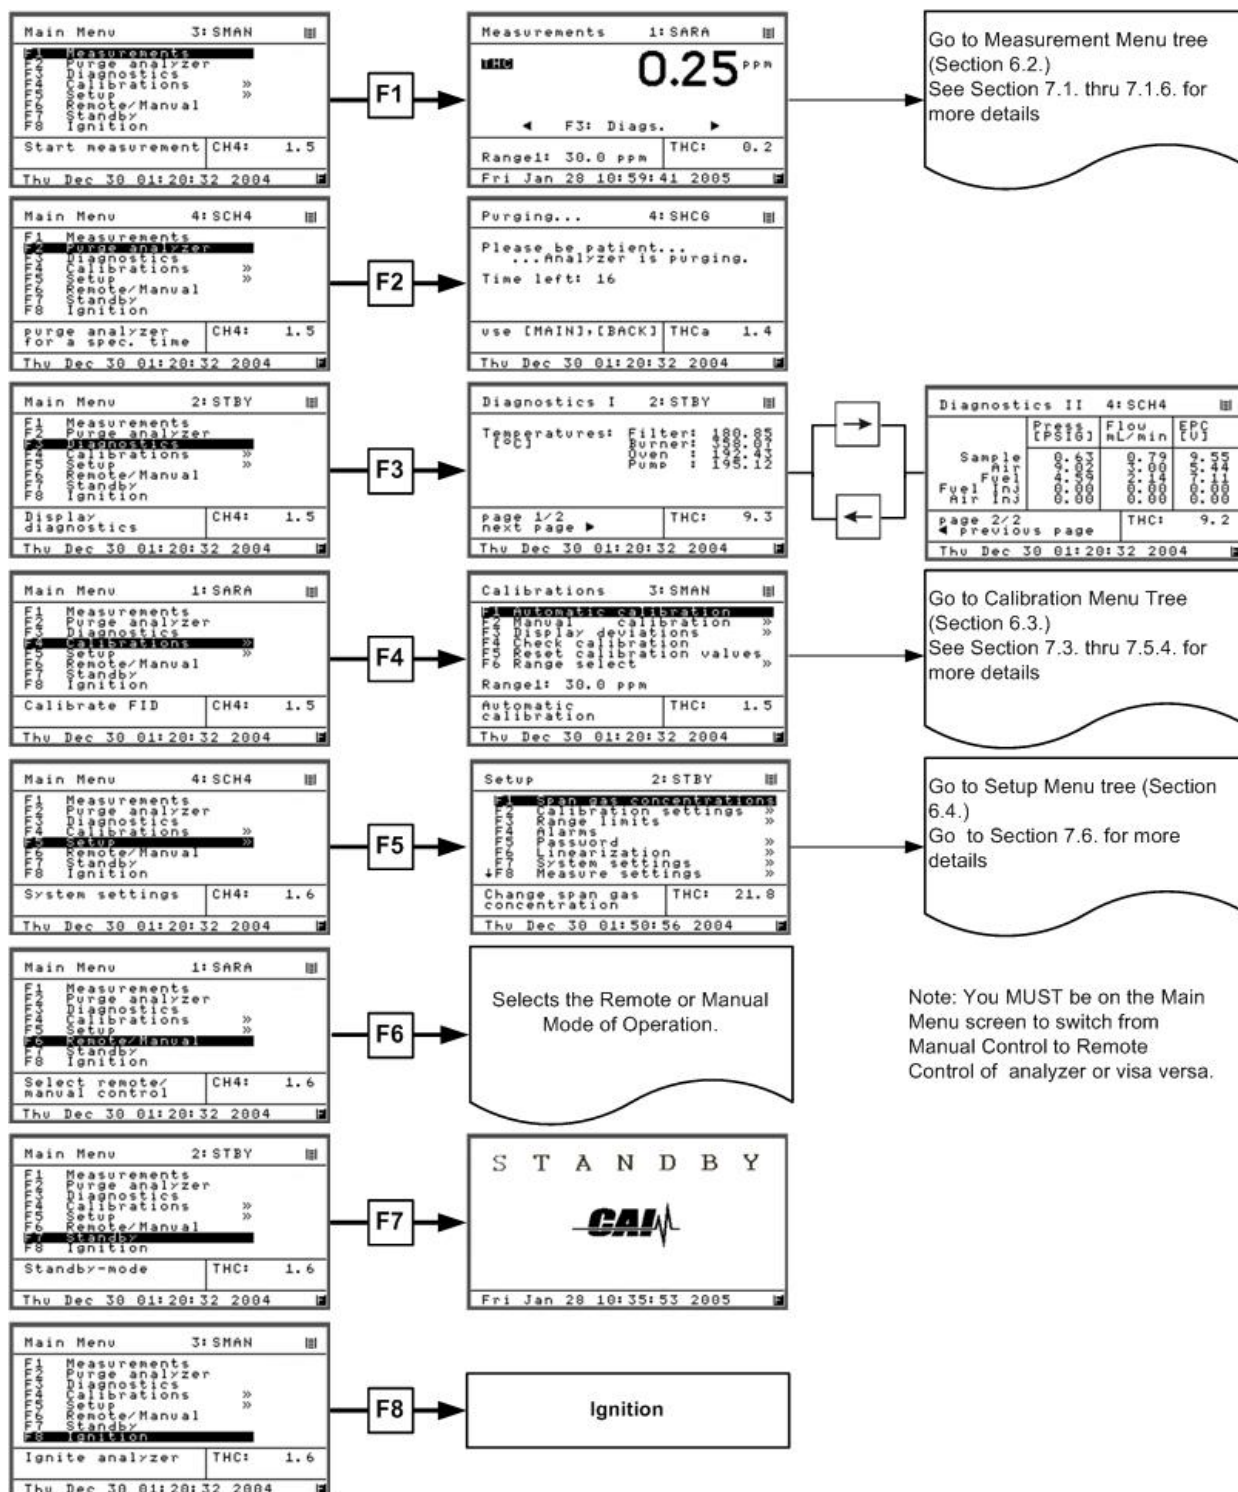 Main Menu 3:SMAN
F1 Measurements
F2 Purge analyzer
F3 Diagnostics
F4 Calibrations »
F5 Setup »
F6 Remote/Manual
F7 Standby
F8 Ignition
Start measurement CH4: 1.5
Thu Dec 30 01:20:32 2004
F1
Measurements 1:SARA
THC 0.25 PPM
◄ F3: Diags. ►
Range1: 30.0 ppm THC: 0.2
Fri Jan 28 10:59:41 2005
Go to Measurement Menu tree
(Section 6.2.)
See Section 7.1. thru 7.1.6. for
more details
Main Menu 4:SCH4
F1 Measurements
F2 Purge analyzer
F3 Diagnostics
F4 Calibrations »
F5 Setup »
F6 Remote/Manual
F7 Standby
F8 Ignition
purge analyzer
for a spec. time CH4: 1.5
Thu Dec 30 01:20:32 2004
F2
Purging... 4:SHCG
Please be patient...
...Analyzer is purging.
Time left: 16
use [MAIN],[BACK] THCa 1.4
Thu Dec 30 01:20:32 2004
Main Menu 2:STBY
F1 Measurements
F2 Purge analyzer
F3 Diagnostics
F4 Calibrations »
F5 Setup »
F6 Remote/Manual
F7 Standby
F8 Ignition
Display
diagnostics CH4: 1.5
Thu Dec 30 01:20:32 2004
F3
Diagnostics I 2:STBY
Temperatures: Filter: 180.85
[ºC] Burner: 358.07
Oven : 192.43
Pump : 195.12
page 1/2
next page ► THC: 9.3
Thu Dec 30 01:20:32 2004
→
←
Diagnostics II 4:SCH4
Press Flow EPC
[PSIG] mL/min [V]
Sample 0.63 0.79 9.55
Air 9.02 3.00 5.44
Fuel 4.59 2.14 7.11
Fuel Inj 0.00 0.00 0.00
Air Inj 0.00 0.00 0.00
page 2/2
◄ previous page THC: 9.2
Thu Dec 30 01:20:32 2004
Main Menu 1:SARA
F1 Measurements
F2 Purge analyzer
F3 Diagnostics
F4 Calibrations »
F5 Setup »
F6 Remote/Manual
F7 Standby
F8 Ignition
Calibrate FID CH4: 1.5
Thu Dec 30 01:20:32 2004
F4
Calibrations 3:SMAN
F1 Automatic calibration
F2 Manual calibration »
F3 Display deviations »
F4 Check calibration
F5 Reset calibration values
F6 Range select »
Range1: 30.0 ppm
Automatic
calibration THC: 1.5
Thu Dec 30 01:20:32 2004
Go to Calibration Menu Tree
(Section 6.3.)
See Section 7.3. thru 7.5.4. for
more details
Main Menu 4:SCH4
F1 Measurements
F2 Purge analyzer
F3 Diagnostics
F4 Calibrations »
F5 Setup »
F6 Remote/Manual
F7 Standby
F8 Ignition
System settings CH4: 1.6
Thu Dec 30 01:20:32 2004
F5
Setup 2:STBY
F1 Span gas concentrations
F2 Calibration settings »
F3 Range limits »
F4 Alarms
F5 Password »
F6 Linearization »
F7 System settings »
↓F8 Measure settings »
Change span gas
concentration THC: 21.8
Thu Dec 30 01:50:56 2004
Go to Setup Menu tree (Section
6.4.)
Go to Section 7.6. for more
details
Main Menu 1:SARA
F1 Measurements
F2 Purge analyzer
F3 Diagnostics
F4 Calibrations »
F5 Setup »
F6 Remote/Manual
F7 Standby
F8 Ignition
Select remote/
manual control CH4: 1.6
Thu Dec 30 01:20:32 2004
F6
Selects the Remote or Manual
Mode of Operation.
Note: You MUST be on the Main
Menu screen to switch from
Manual Control to Remote
Control of analyzer or visa versa.
Main Menu 2:STBY
F1 Measurements
F2 Purge analyzer
F3 Diagnostics
F4 Calibrations »
F5 Setup »
F6 Remote/Manual
F7 Standby
F8 Ignition
Standby-mode THC: 1.6
Thu Dec 30 01:20:32 2004
F7
STANDBY
CAI
Fri Jan 28 10:35:53 2005
Main Menu 3:SMAN
F1 Measurements
F2 Purge analyzer
F3 Diagnostics
F4 Calibrations »
F5 Setup »
F6 Remote/Manual
F7 Standby
F8 Ignition
Ignite analyzer THC: 1.6
Thu Dec 30 01:20:32 2004
F8
Ignition